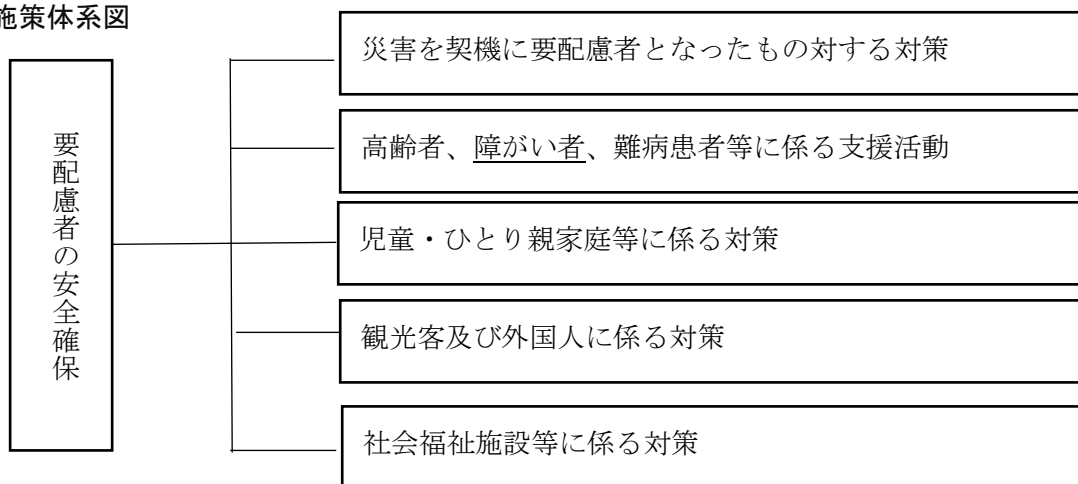 施策体系図
要配慮者の安全確保
災害を契機に要配慮者となったもの対する対策
高齢者、障がい者、難病患者等に係る支援活動
児童・ひとり親家庭等に係る対策
観光客及び外国人に係る対策
社会福祉施設等に係る対策